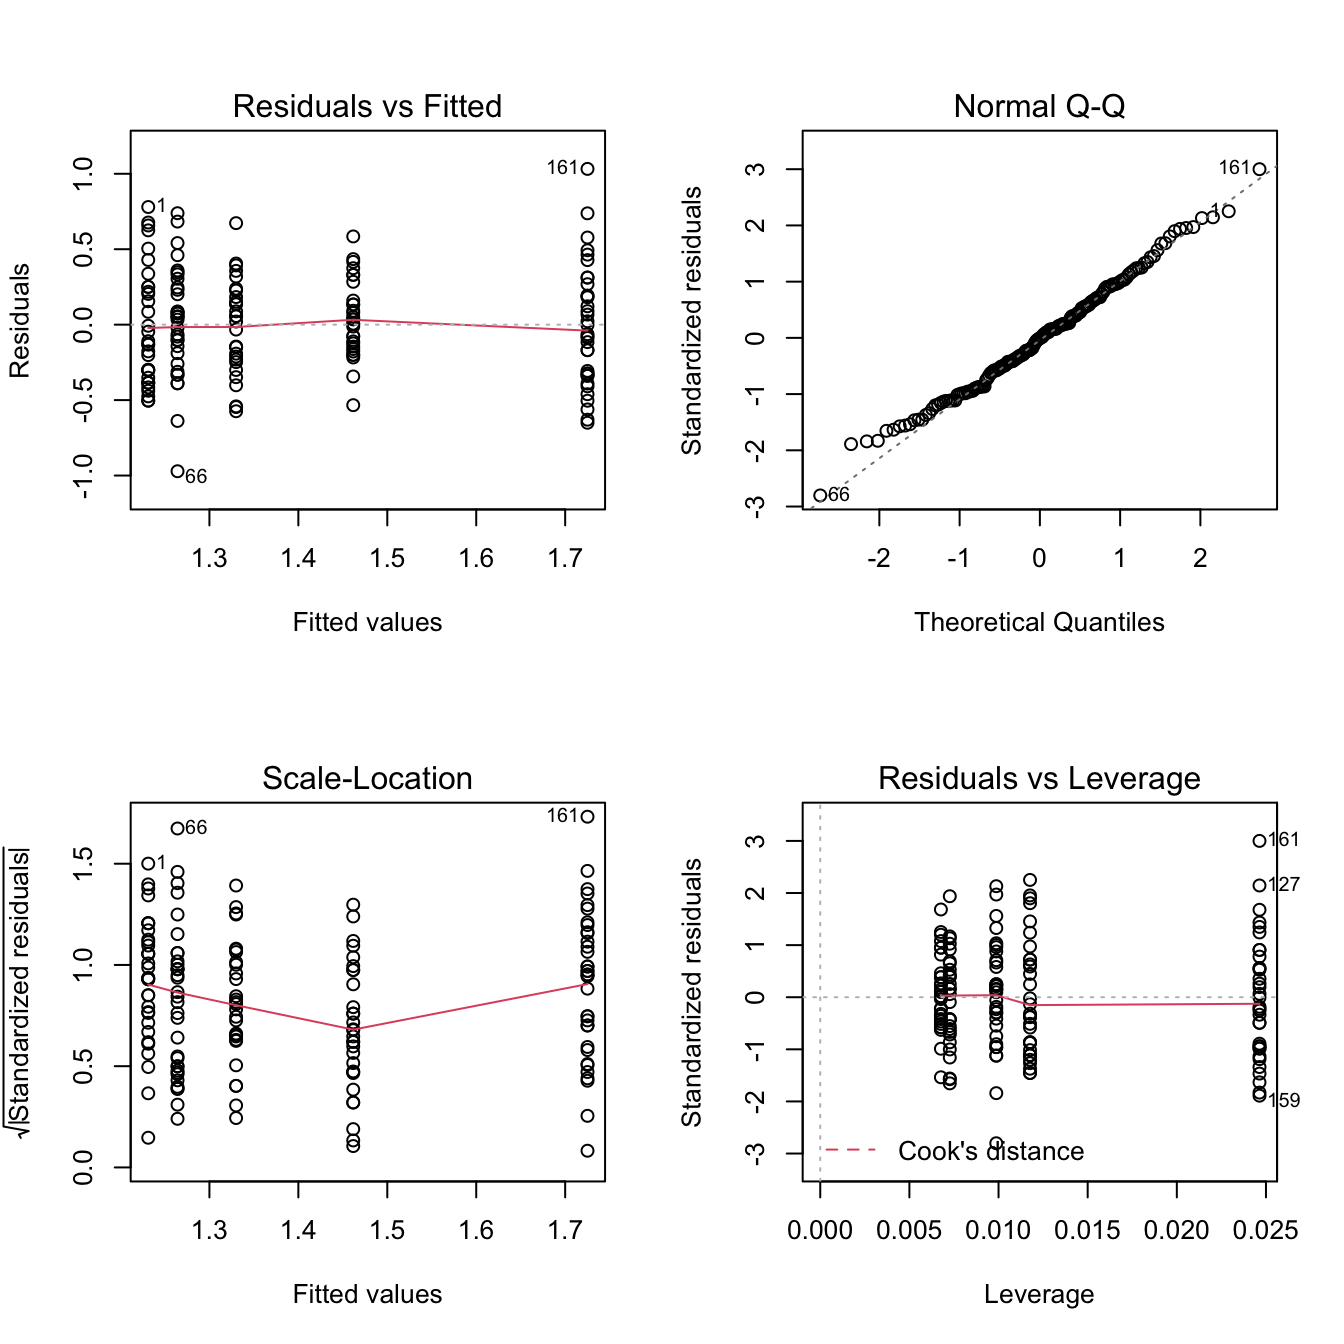 Residuals vs Fitted
Residuals
1.0
0.5
0.0
-0.5
-1.0
161
1
66
1.3 1.4 1.5 1.6 1.7
Fitted values
Normal Q-Q
Standardized residuals
3
2
1
0
-1
-2
-3
161
1
66
-2 -1 0 1 2
Theoretical Quantiles
Scale-Location
√|Standardized residuals|
1.5
1.0
0.5
0.0
66
161
1
1.3 1.4 1.5 1.6 1.7
Fitted values
Residuals vs Leverage
Standardized residuals
3
2
1
0
-1
-2
-3
161
127
159
Cook's distance
0.000 0.005 0.010 0.015 0.020 0.025
Leverage